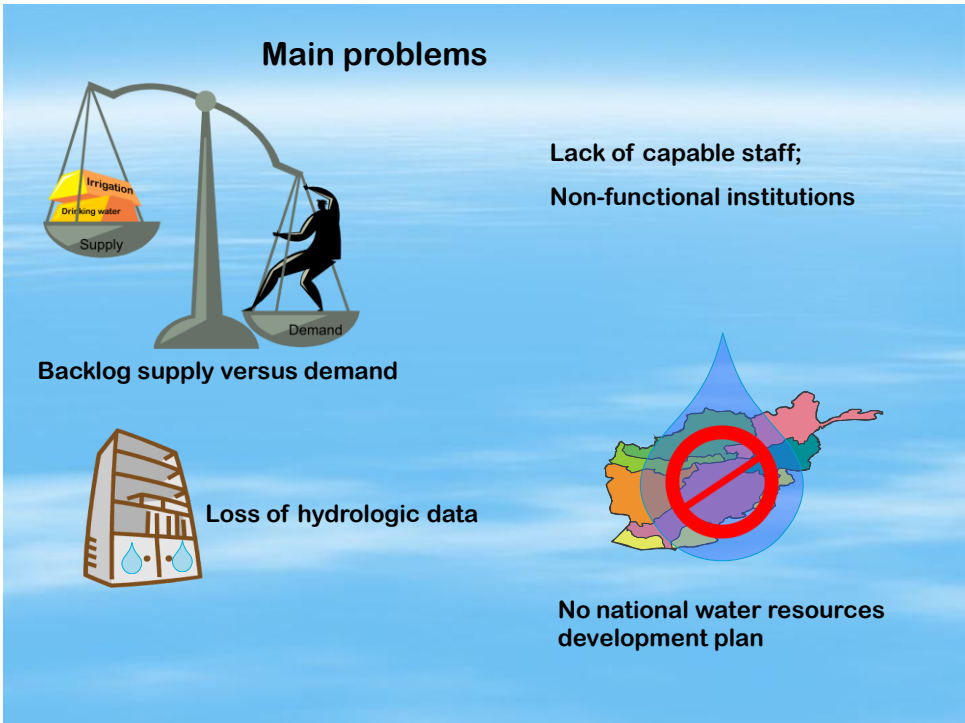 Main problems
Irrigation
Drinking water
Supply
Demand
Backlog supply versus demand
Lack of capable staff;
Non-functional institutions
Loss of hydrologic data
No national water resources
development plan